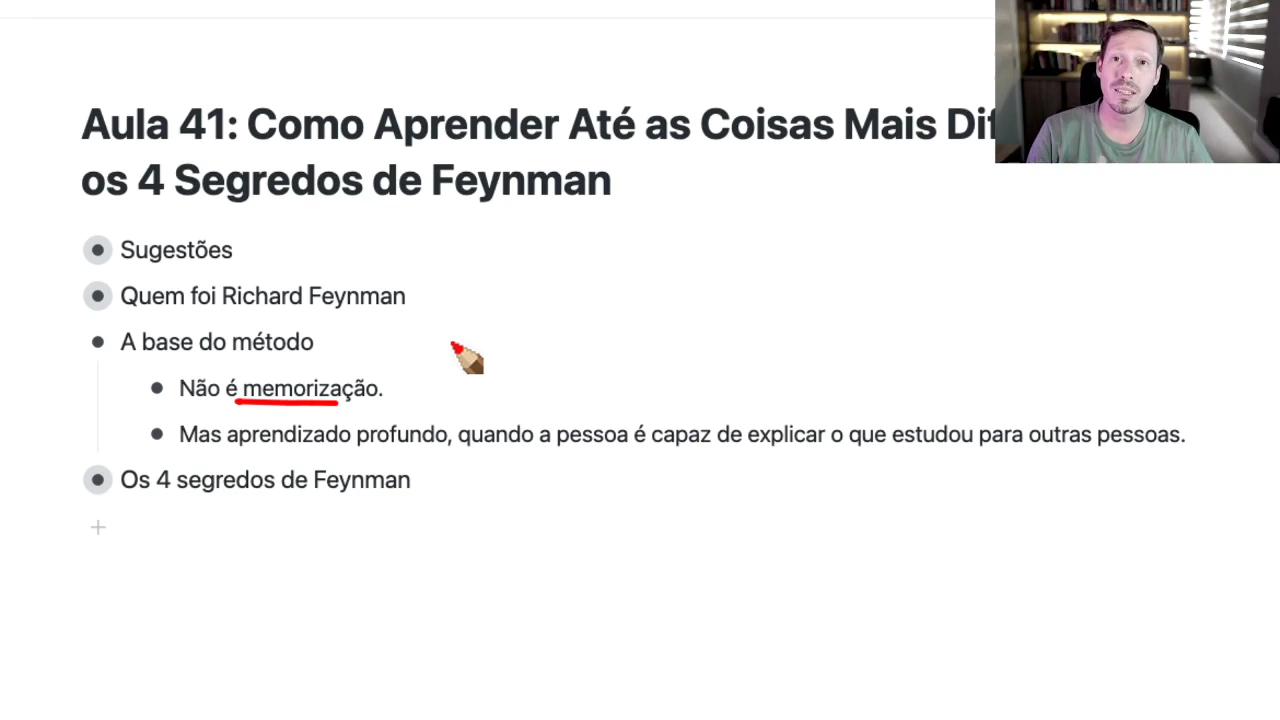 Aula 41: Como Aprender Até as Coisas Mais
os 4 Segredos de Feynman
Sugestões
Quem foi Richard Feynman
A base do método
Não é memorização.
Mas aprendizado profundo, quando a pessoa é capaz de explicar o que estudou para outras pessoas.
Os 4 segredos de Feynman